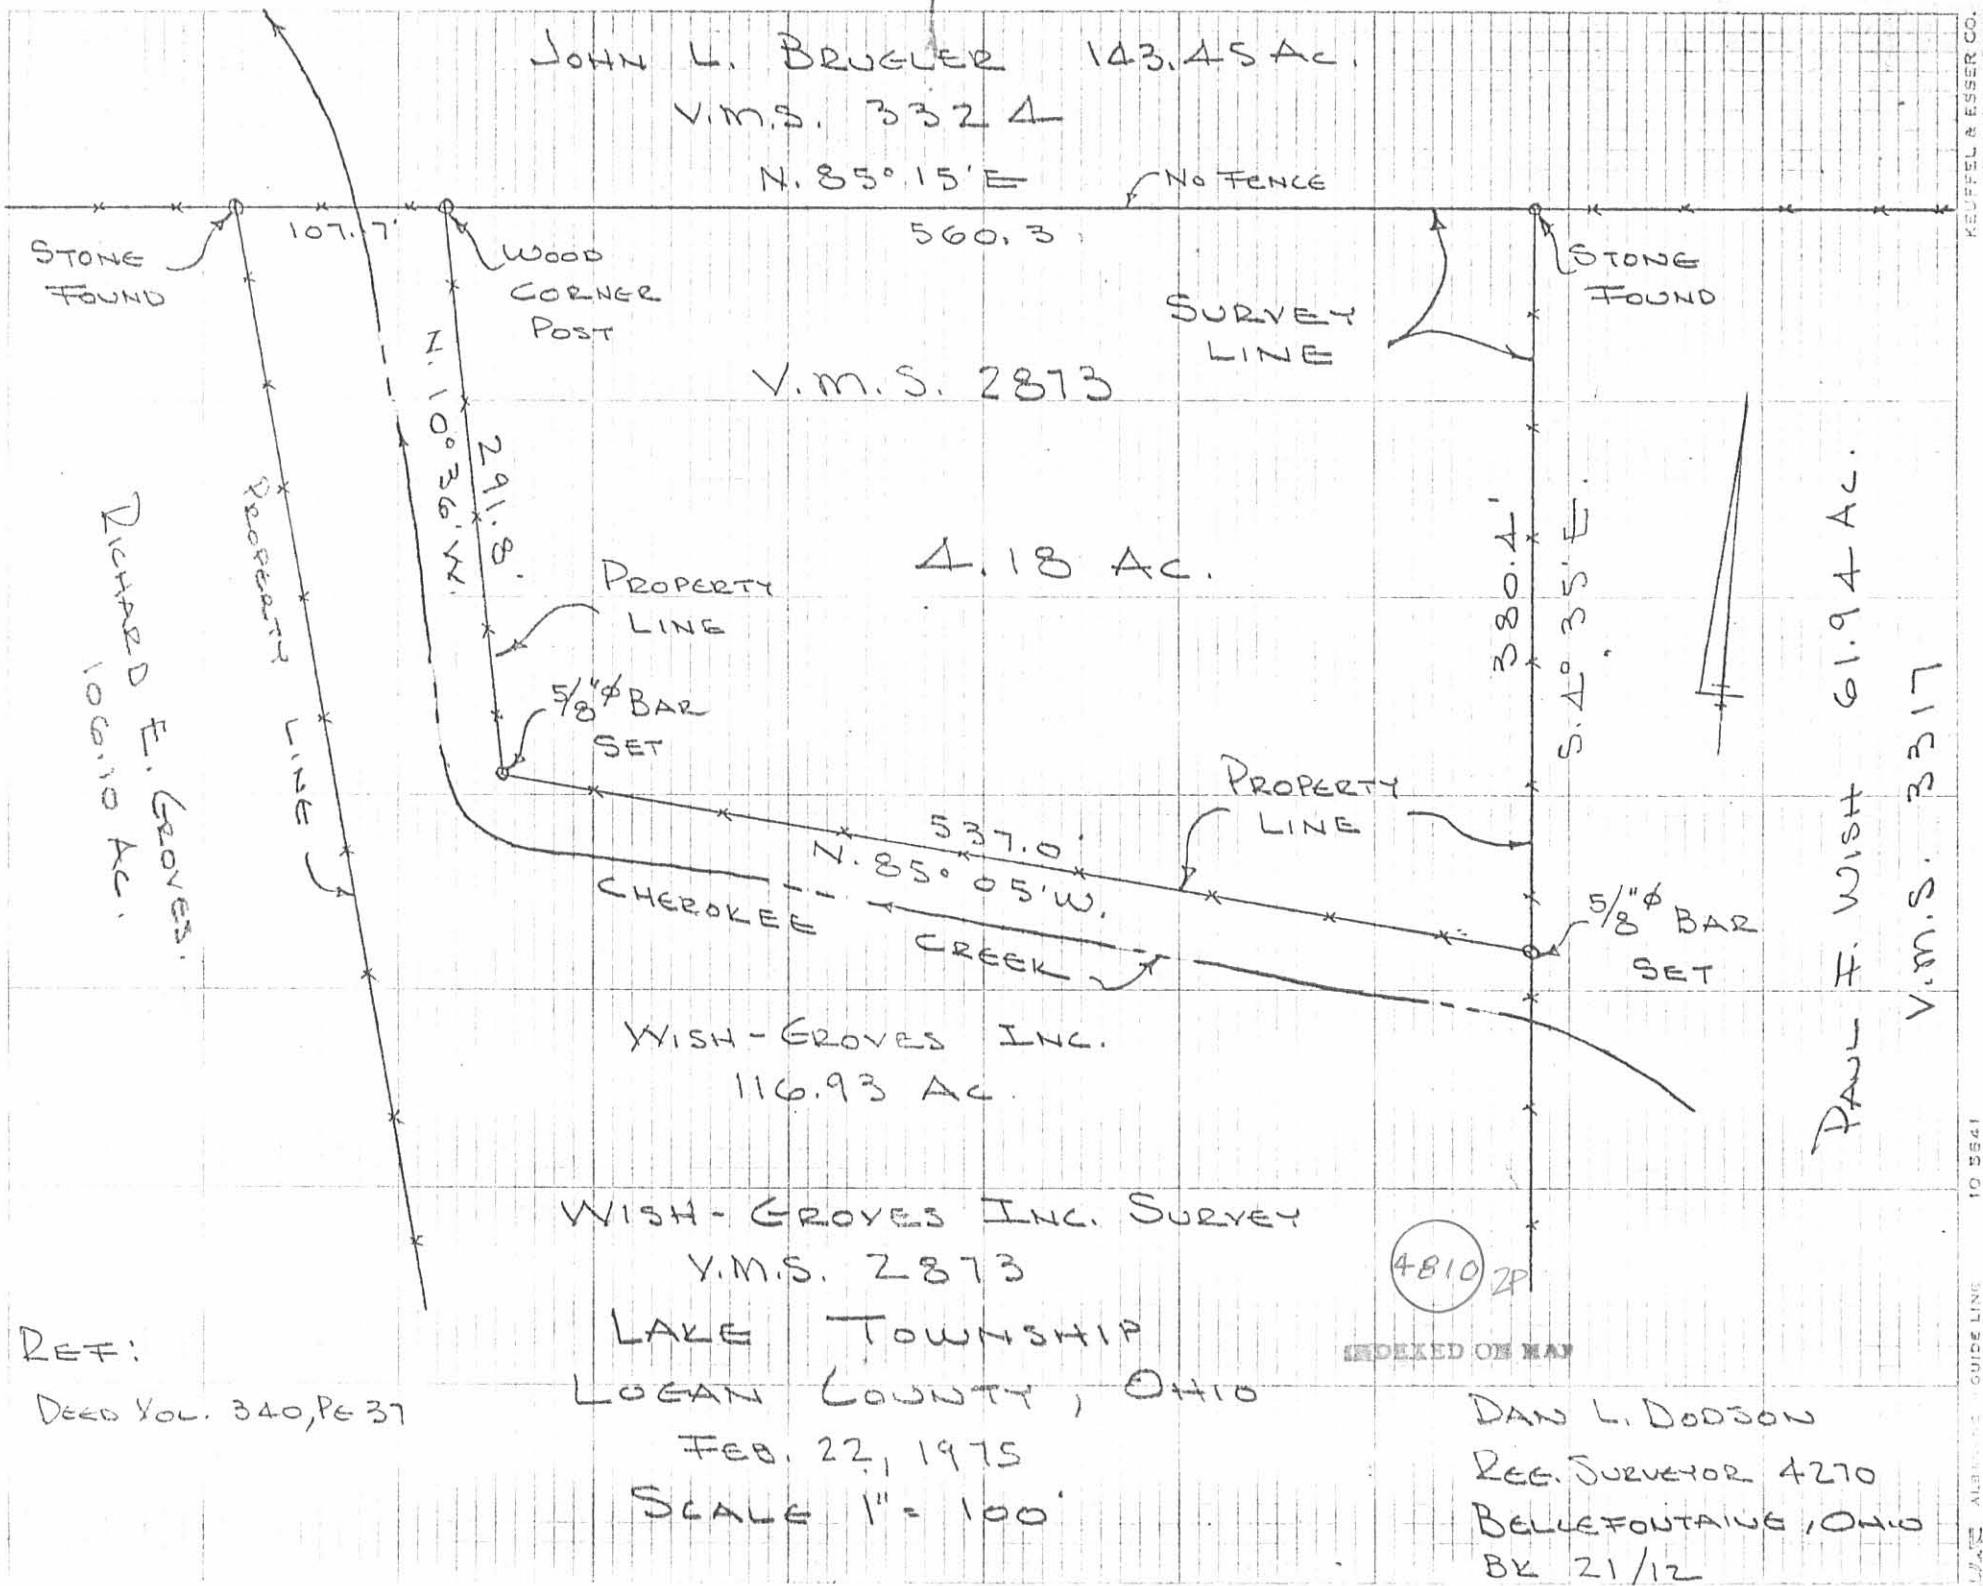 JOHN L. BRUGLER 143.45 AC.
V.M.S. 3324
N. 85° 15' E
NO FENCE
107.7'
560.3
STONE
FOUND
WOOD
CORNER
POST
SURVEY
LINE
STONE
FOUND
V.M.S. 2873
N. 10° 36' W.
291.8'
4.18 AC.
PROPERTY
LINE
5/8"⌀ BAR
SET
380.4'
S. 4° 35' E.
RICHARD E. GROVES.
106.10 AC.
PROPERTY LINE
537.0'
N. 85° 05' W.
PROPERTY
LINE
CHEROKEE
CREEK
5/8"⌀ BAR
SET
PAUL F. WISH 61.94 AC.
V.M.S. 3317
WISH-GROVES INC.
116.93 AC.
WISH-GROVES INC. SURVEY
V.M.S. 2873
LAKE TOWNSHIP
LOGAN COUNTY, OHIO
FEB. 22, 1975
SCALE 1" = 100'
4810 2P
INDEXED ON MAP
REF:
DEED VOL. 340, PG 37
DAN L. DODSON
REG. SURVEYOR 4270
BELLEFONTAINE, OHIO
BK 21/12
KEUFFEL & ESSER CO.
10 5541
GUIDE LINE